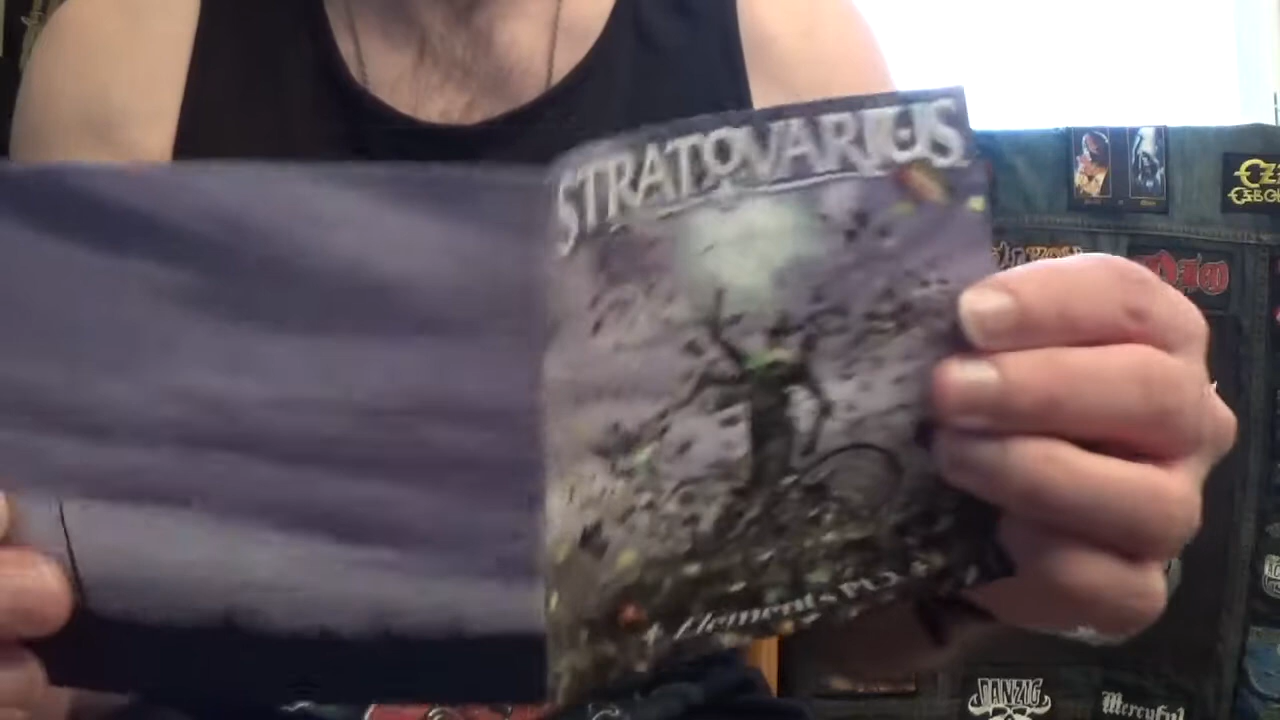 STRATOVARIUS
Elements Pt.2
DIO
DANZIG
Mercyful